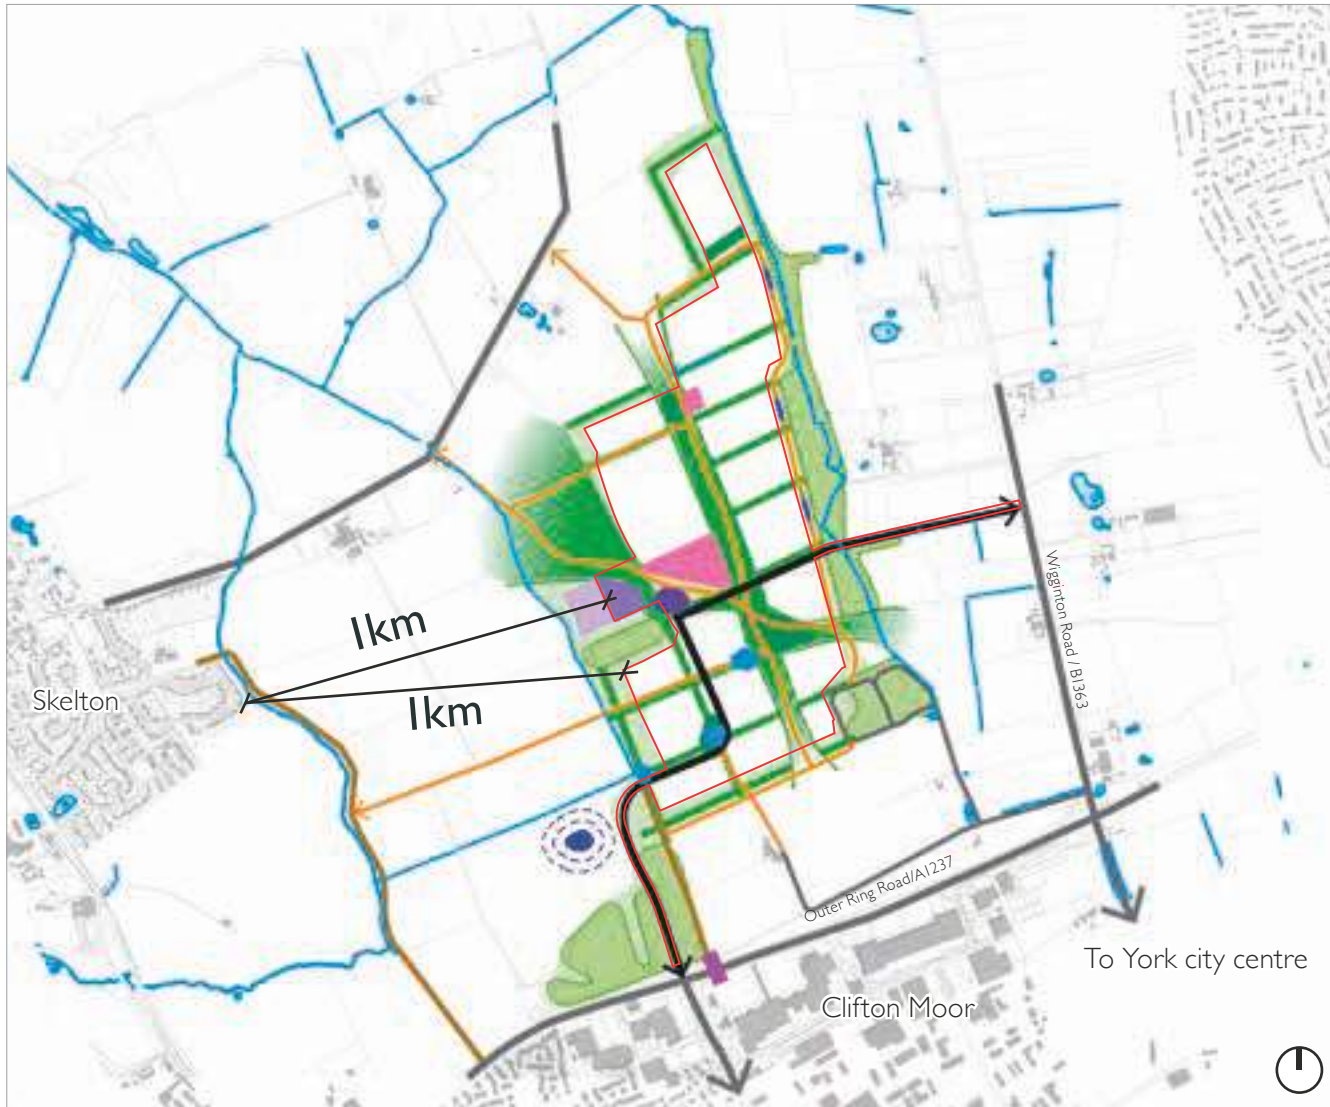 1km
1km
Skelton
Wigginton Road / B1363
Outer Ring Road/A1237
To York city centre
Clifton Moor